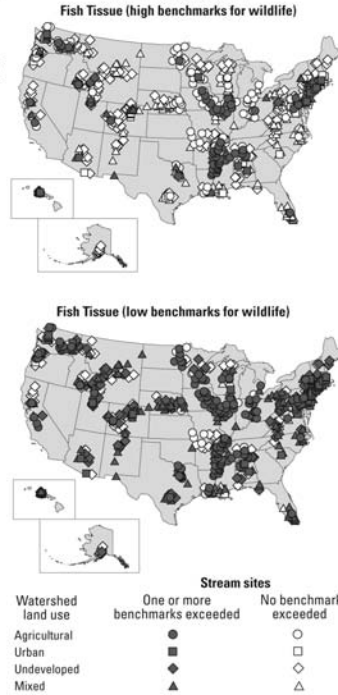 Fish Tissue (high benchmarks for wildlife)
Fish Tissue (low benchmarks for wildlife)
Stream sites
Watershed land use
One or more benchmarks exceeded
No benchmark exceeded
Agricultural
Urban
Undeveloped
Mixed